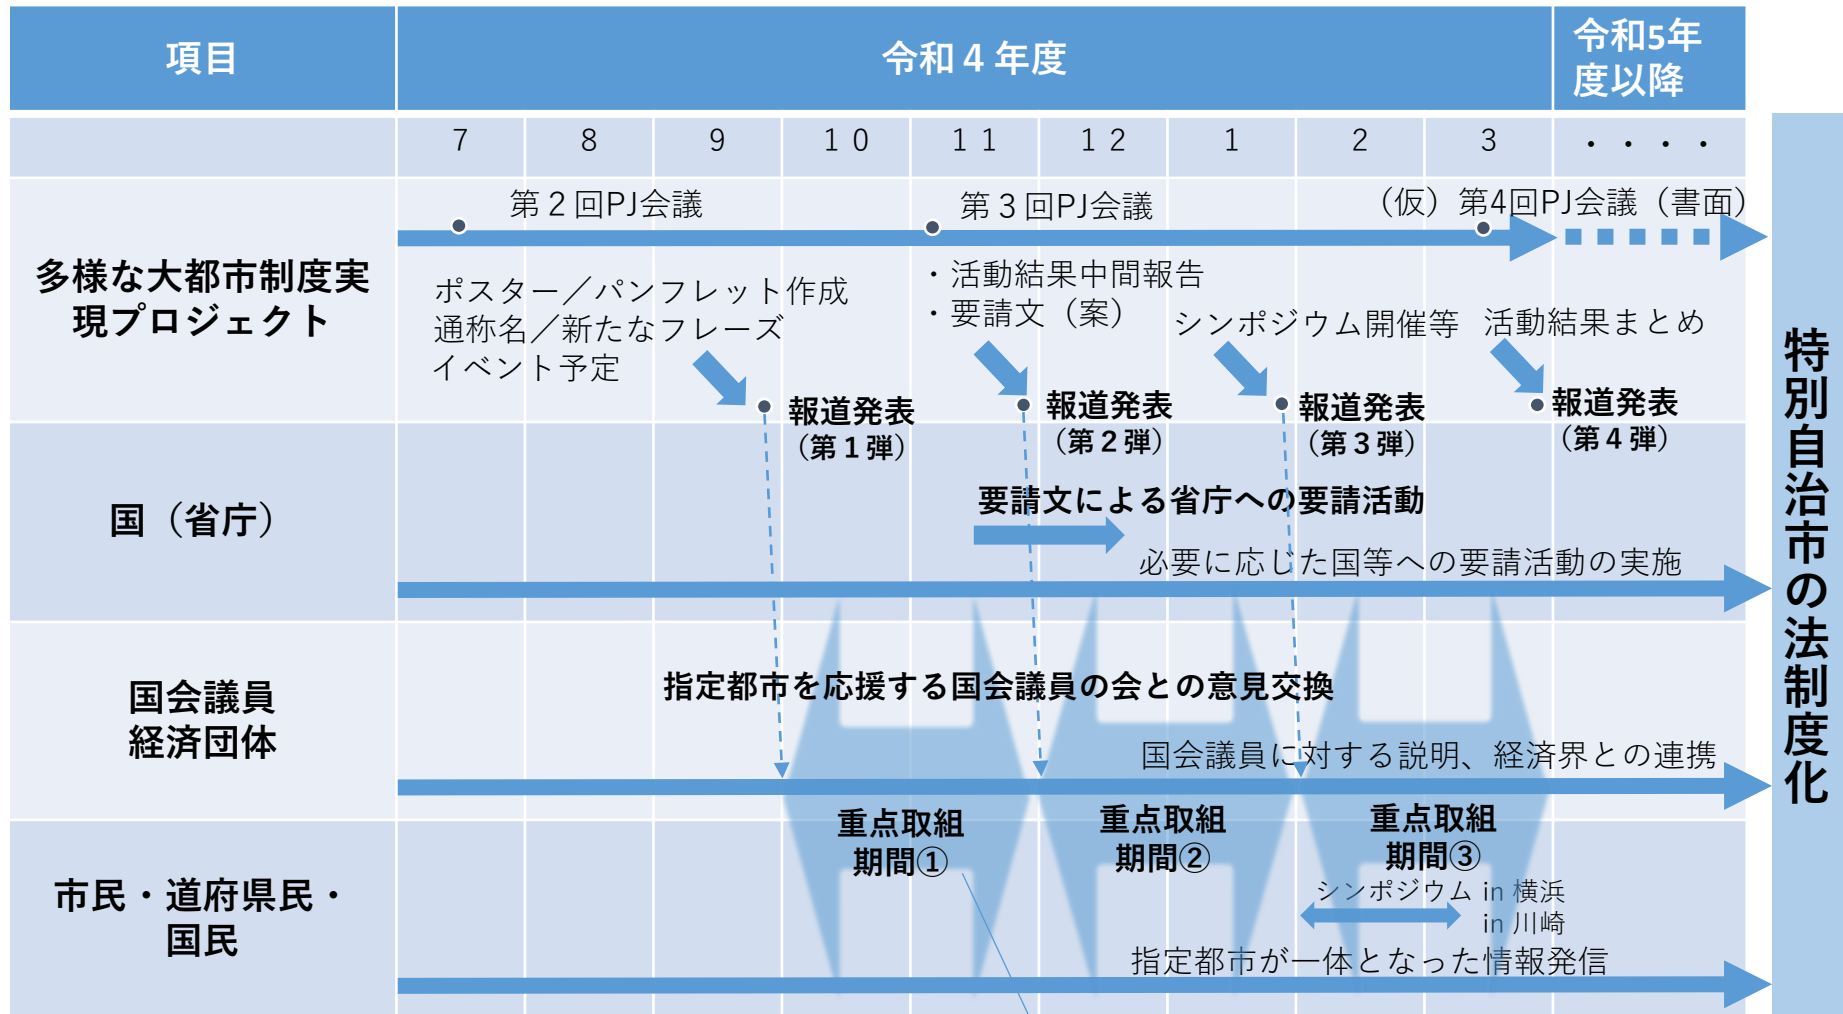 項目
令和４年度
令和5年
度以降
7 8 9 10 11 12 1 2 3 ・・・・
多様な大都市制度実
現プロジェクト
第２回PJ会議
第３回PJ会議
（仮）第4回PJ会議（書面）
ポスター／パンフレット作成
通称名／新たなフレーズ
イベント予定
・活動結果中間報告
・要請文（案）
シンポジウム開催等
活動結果まとめ
報道発表
（第１弾）
報道発表
（第２弾）
報道発表
（第３弾）
報道発表
（第４弾）
国（省庁）
要請文による省庁への要請活動
必要に応じた国等への要請活動の実施
国会議員
経済団体
指定都市を応援する国会議員の会との意見交換
国会議員に対する説明、経済界との連携
重点取組
期間①
重点取組
期間②
重点取組
期間③
市民・道府県民・
国民
シンポジウム in 横浜
in 川崎
指定都市が一体となった情報発信
特別自治市の法制度化